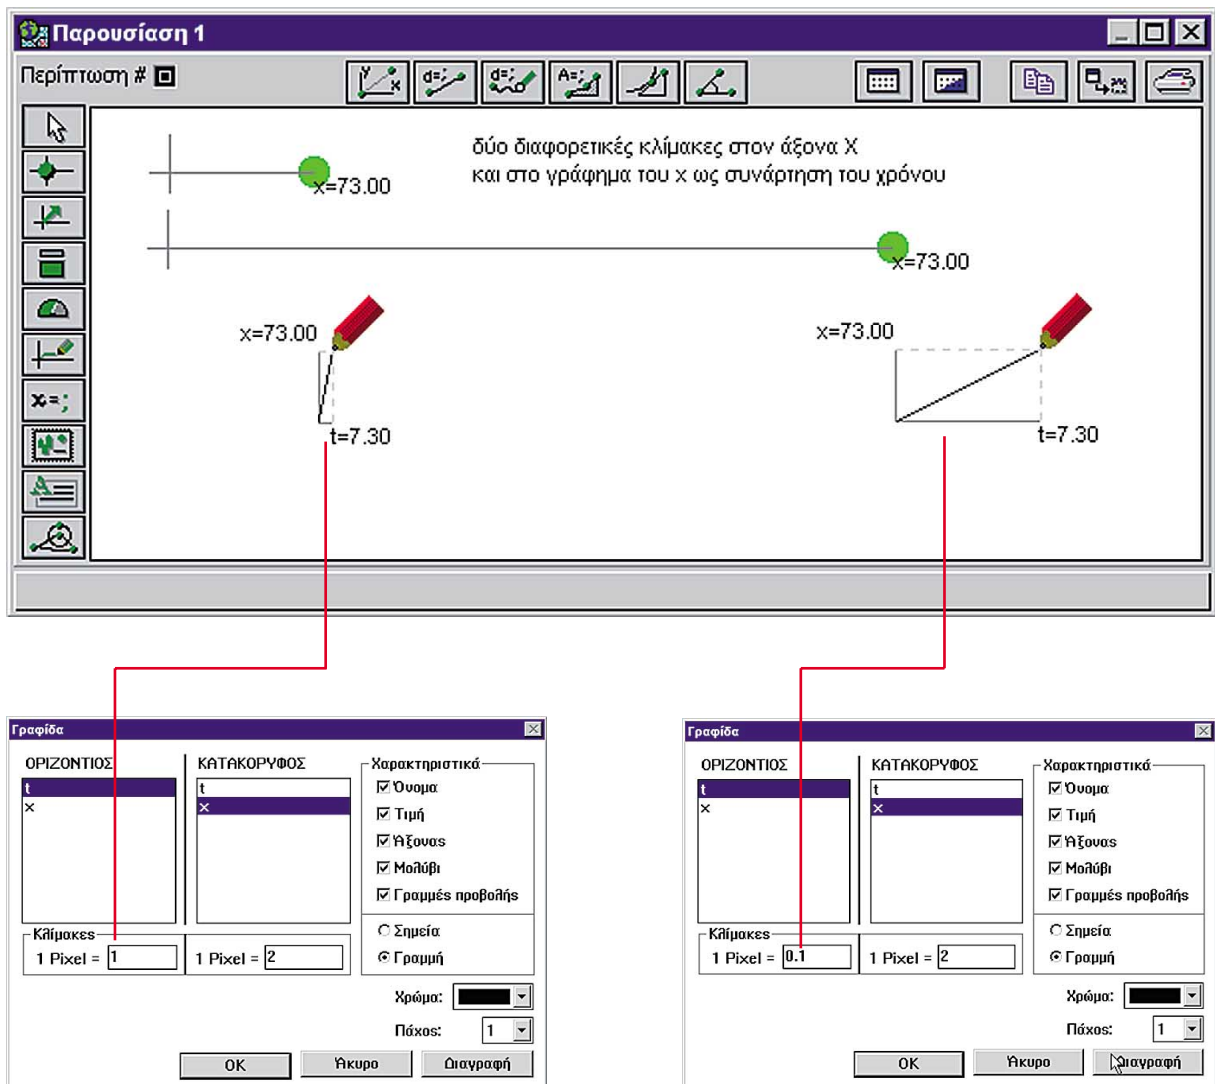 Παρουσίαση 1
Περίπτωση #
y x d=; d=; A=;
δύο διαφορετικές κλίμακες στον άξονα X
και στο γράφημα του x ως συνάρτηση του χρόνου
x=73.00
x=73.00
x=73.00
t=7.30
x=73.00
t=7.30
x=;
A
Γραφίδα
ΟΡΙΖΟΝΤΙΟΣ
t
x
ΚΑΤΑΚΟΡΥΦΟΣ
t
x
Χαρακτηριστικά
Όνομα
Τιμή
Άξονας
Μολύβι
Γραμμές προβολής
Σημεία
Γραμμή
Κλίμακες
1 Pixel = 1
1 Pixel = 2
Χρώμα:
Πάχος: 1
OK
Άκυρο
Διαγραφή
Γραφίδα
ΟΡΙΖΟΝΤΙΟΣ
t
x
ΚΑΤΑΚΟΡΥΦΟΣ
t
x
Χαρακτηριστικά
Όνομα
Τιμή
Άξονας
Μολύβι
Γραμμές προβολής
Σημεία
Γραμμή
Κλίμακες
1 Pixel = 0.1
1 Pixel = 2
Χρώμα:
Πάχος: 1
OK
Άκυρο
Διαγραφή